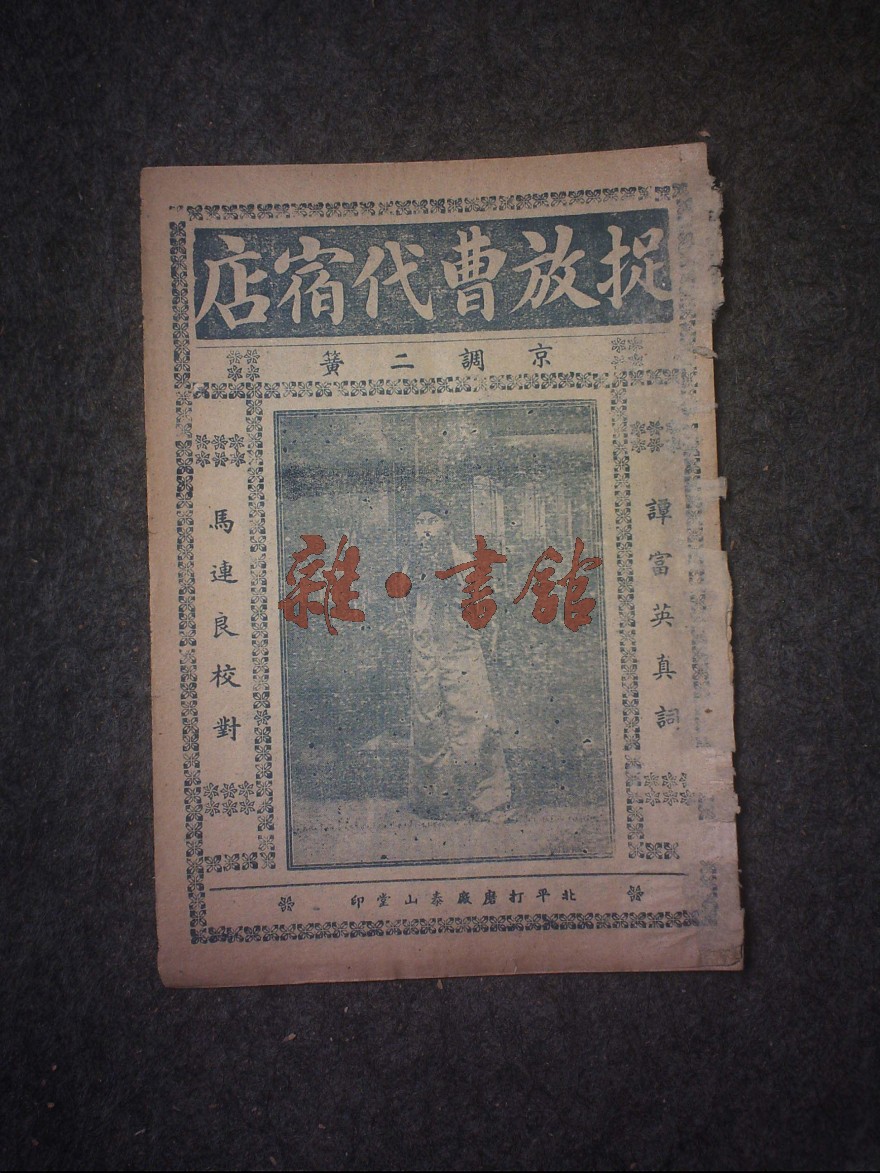 捉放曹代宿店
京調二簧
譚富英真詞
馬連良校對
雜·書館
北平打磨廠泰山堂印